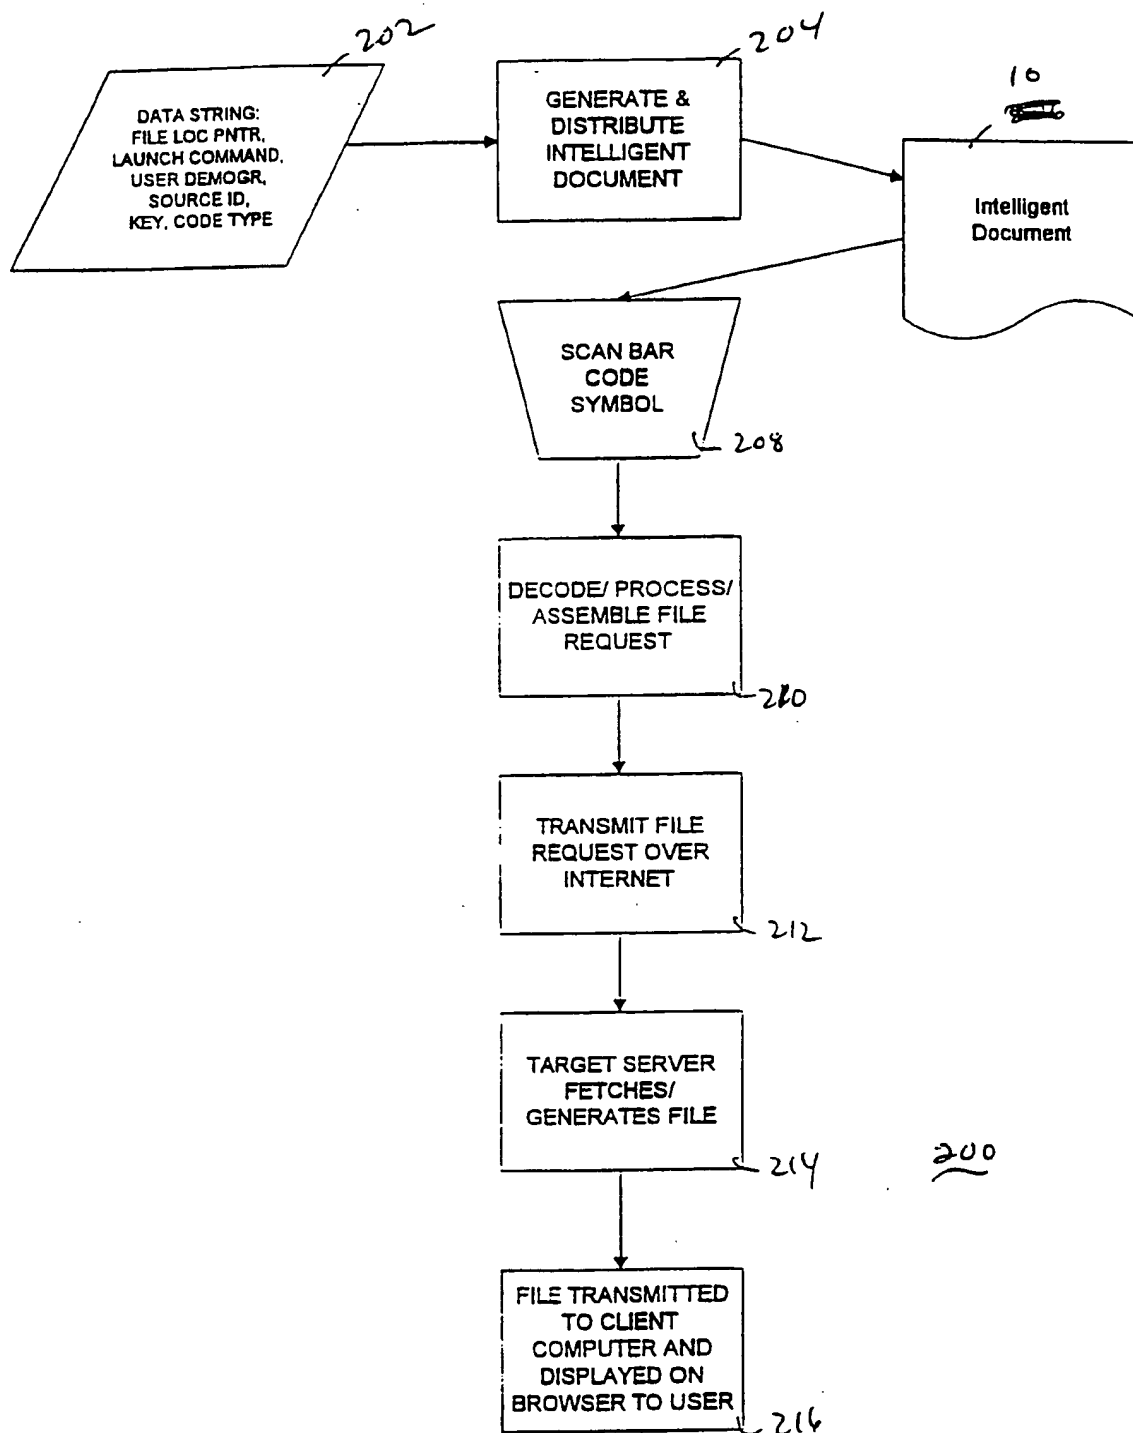 202
DATA STRING:
FILE LOC PNTR,
LAUNCH COMMAND,
USER DEMOGR,
SOURCE ID,
KEY, CODE TYPE
204
GENERATE &
DISTRIBUTE
INTELLIGENT
DOCUMENT
10
Intelligent
Document
SCAN BAR
CODE
SYMBOL
208
DECODE/ PROCESS/
ASSEMBLE FILE
REQUEST
210
TRANSMIT FILE
REQUEST OVER
INTERNET
212
TARGET SERVER
FETCHES/
GENERATES FILE
214
200
FILE TRANSMITTED
TO CLIENT
COMPUTER AND
DISPLAYED ON
BROWSER TO USER
216